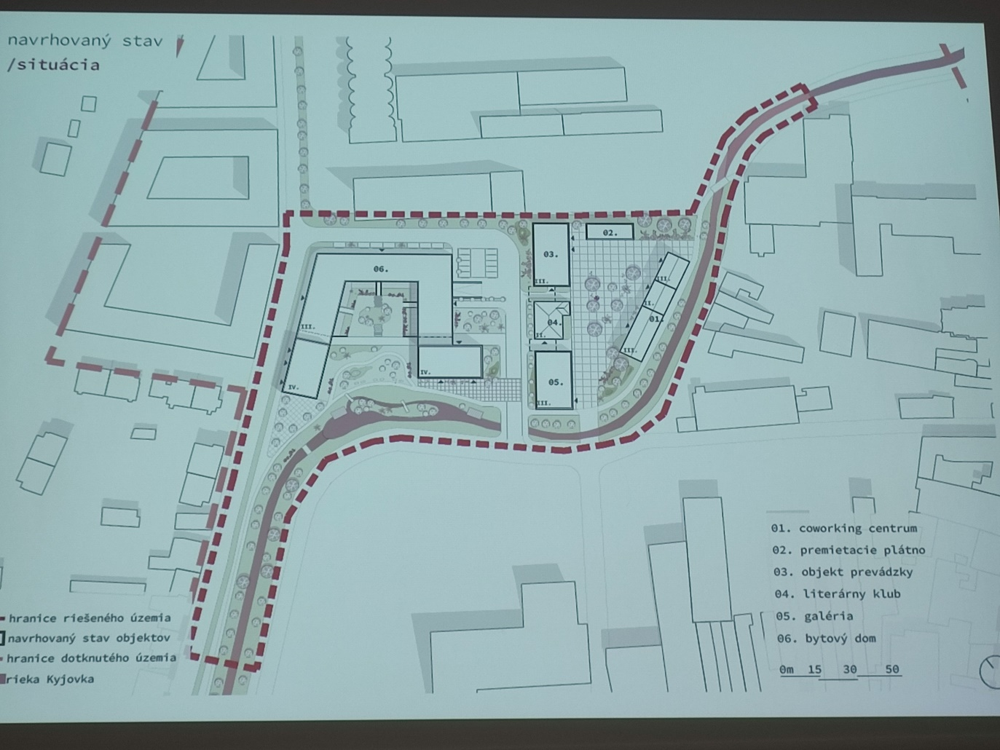 navrhovaný stav
/situácia
06.
03.
02.
III.
III.
II.
01.
04.
II.
III.
III.
05.
III.
IV.
IV.
01. coworking centrum
02. premietacie plátno
03. objekt prevádzky
04. literárny klub
05. galéria
06. bytový dom
0m 15 30 50
hranice riešeného územia
navrhovaný stav objektov
hranice dotknutého územia
rieka Kyjovka